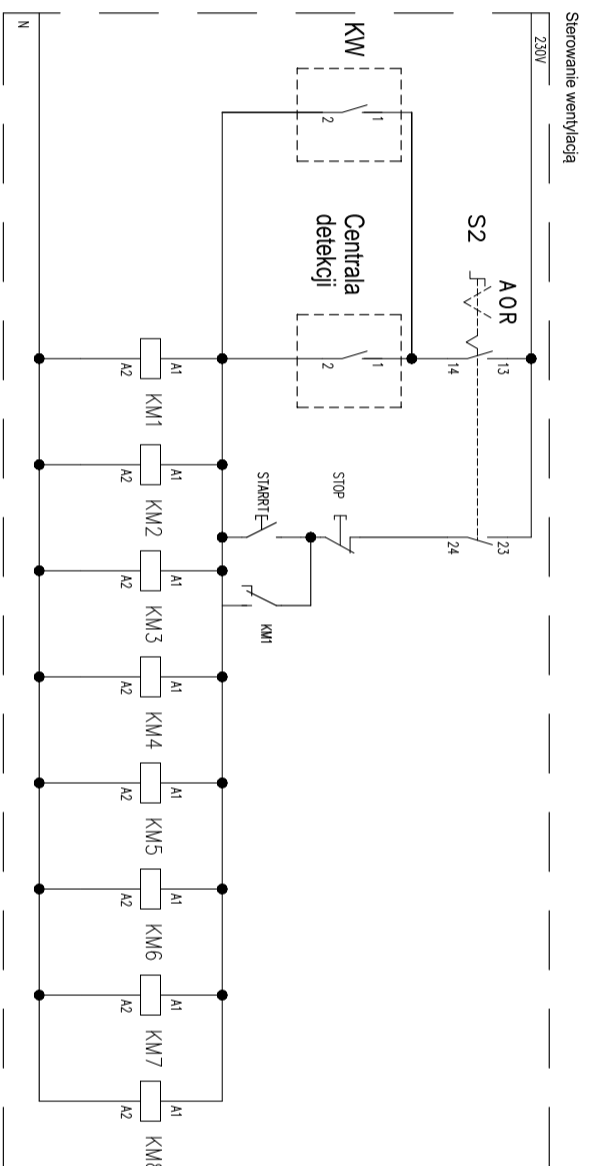 Sterowanie wentylacją
230V
A 0 R
S2
13
14
23
24
KW
1
2
Centrala
detekcji
1
2
STOP
STARRT
KM1
A1
A2
KM1
A1
A2
KM2
A1
A2
KM3
A1
A2
KM4
A1
A2
KM5
A1
A2
KM6
A1
A2
KM7
A1
A2
KM8
N